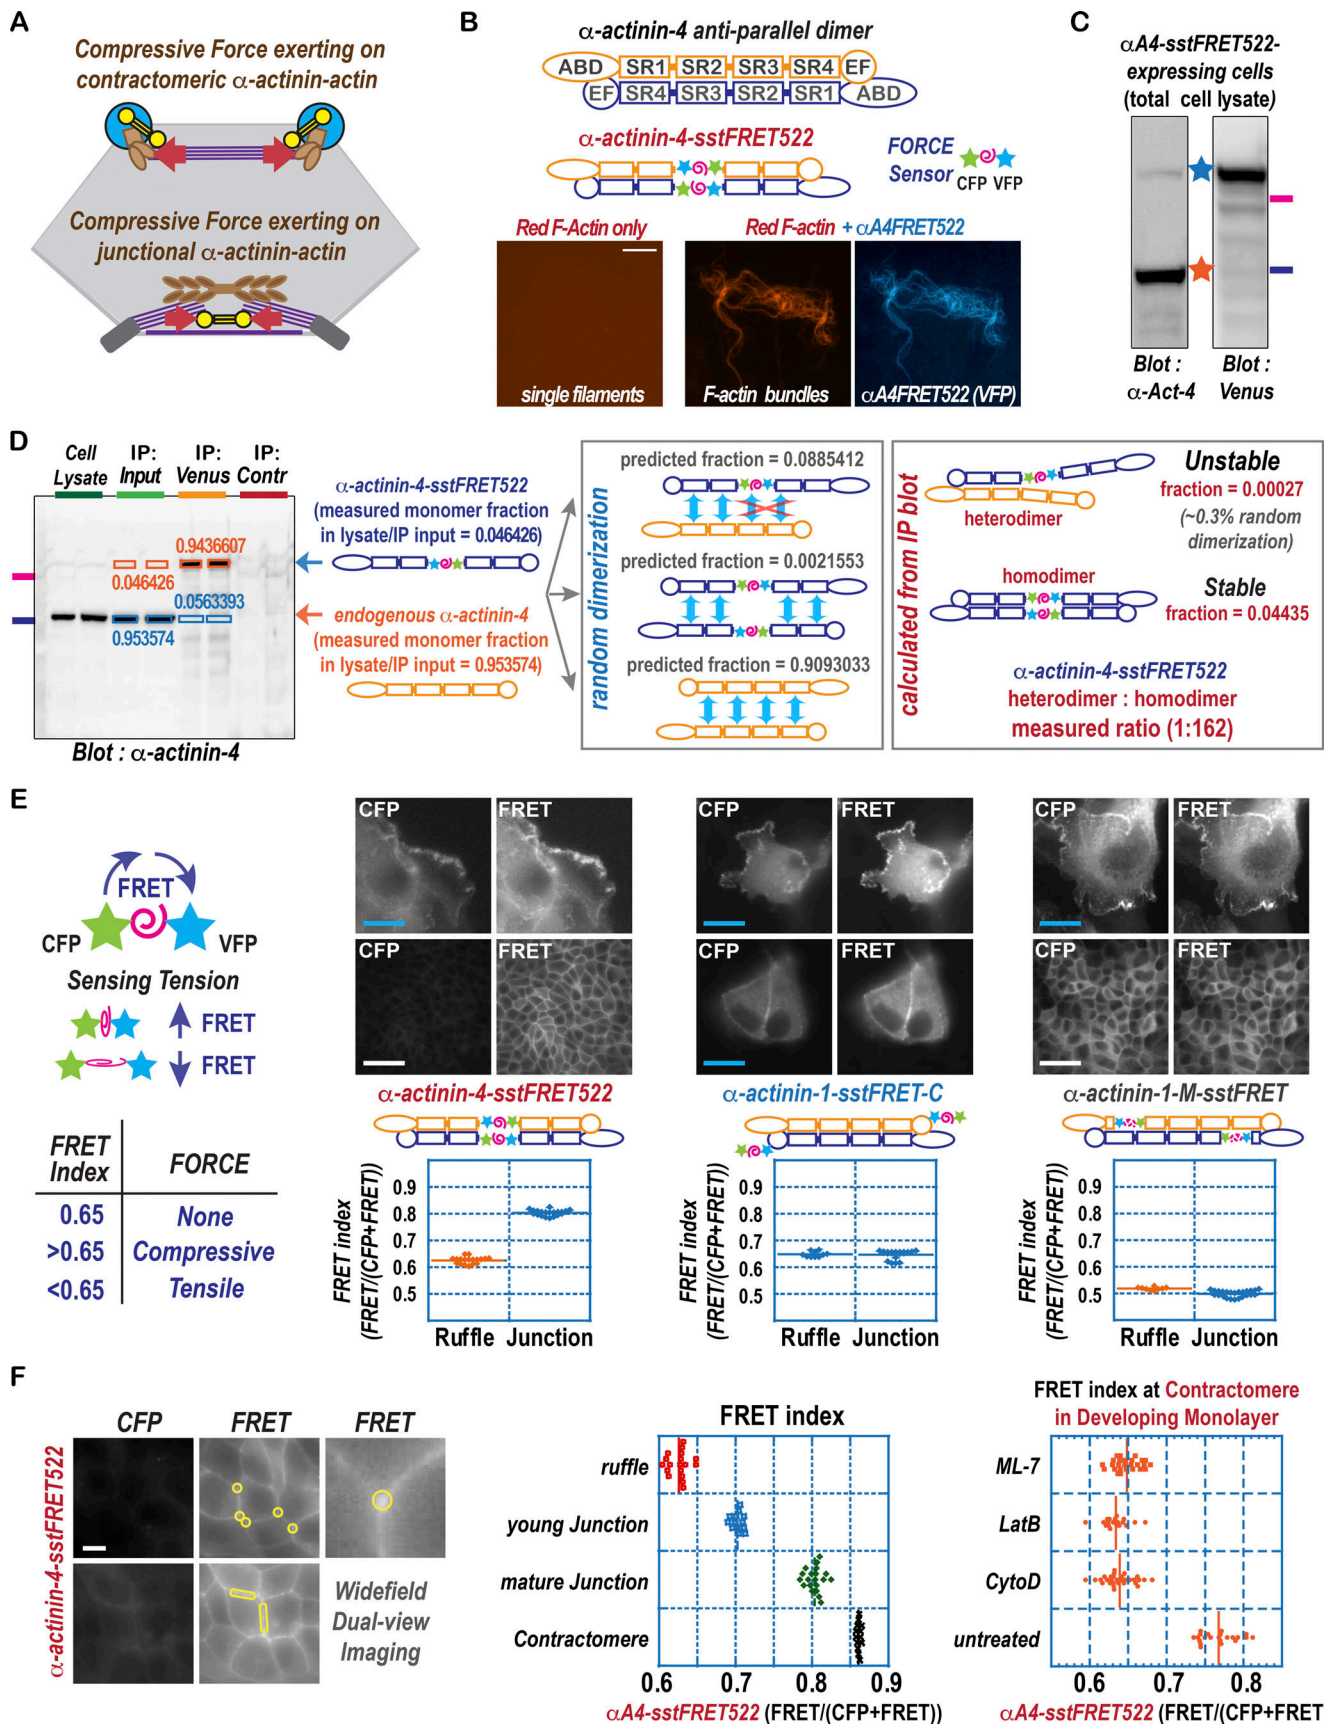 A
Compressive Force exerting on
contractomeric α-actinin-actin
Compressive Force exerting on
junctional α-actinin-actin
B
α-actinin-4 anti-parallel dimer
ABD SR1 SR2 SR3 SR4 EF
EF SR4 SR3 SR2 SR1 ABD
α-actinin-4-sstFRET522
FORCE
Sensor
CFP VFP
Red F-Actin only
Red F-actin + αA4FRET522
single filaments
F-actin bundles
αA4FRET522 (VFP)
C
αA4-sstFRET522-
expressing cells
(total cell lysate)
Blot :
α-Act-4
Blot :
Venus
D
Cell
Lysate
IP:
Input
IP:
Venus
IP:
Contr
0.9436607
0.046426
0.0563393
0.953574
Blot : α-actinin-4
α-actinin-4-sstFRET522
(measured monomer fraction
in lysate/IP input = 0.046426)
endogenous α-actinin-4
(measured monomer fraction
in lysate/IP input = 0.953574)
random dimerization
predicted fraction = 0.0885412
predicted fraction = 0.0021553
predicted fraction = 0.9093033
calculated from IP blot
heterodimer
Unstable
fraction = 0.00027
(~0.3% random
dimerization)
homodimer
Stable
fraction = 0.04435
α-actinin-4-sstFRET522
heterodimer : homodimer
measured ratio (1:162)
E
FRET
CFP
VFP
Sensing Tension
FRET
FRET
FRET
Index
FORCE
0.65 None
>0.65 Compressive
<0.65 Tensile
CFP
FRET
CFP
FRET
α-actinin-4-sstFRET522
FRET index
(FRET/(CFP+FRET))
0.9
0.8
0.7
0.6
0.5
Ruffle Junction
CFP
FRET
CFP
FRET
α-actinin-1-sstFRET-C
FRET index
(FRET/(CFP+FRET))
0.9
0.8
0.7
0.6
0.5
Ruffle Junction
CFP
FRET
CFP
FRET
α-actinin-1-M-sstFRET
FRET index
(FRET/(CFP+FRET))
0.9
0.8
0.7
0.6
0.5
Ruffle Junction
F
α-actinin-4-sstFRET522
CFP
FRET
FRET
Widefield
Dual-view
Imaging
FRET index
ruffle
young Junction
mature Junction
Contractomere
0.6 0.7 0.8 0.9
αA4-sstFRET522 (FRET/(CFP+FRET))
FRET index at Contractomere
in Developing Monolayer
ML-7
LatB
CytoD
untreated
0.6 0.7 0.8
αA4-sstFRET522 (FRET/(CFP+FRET